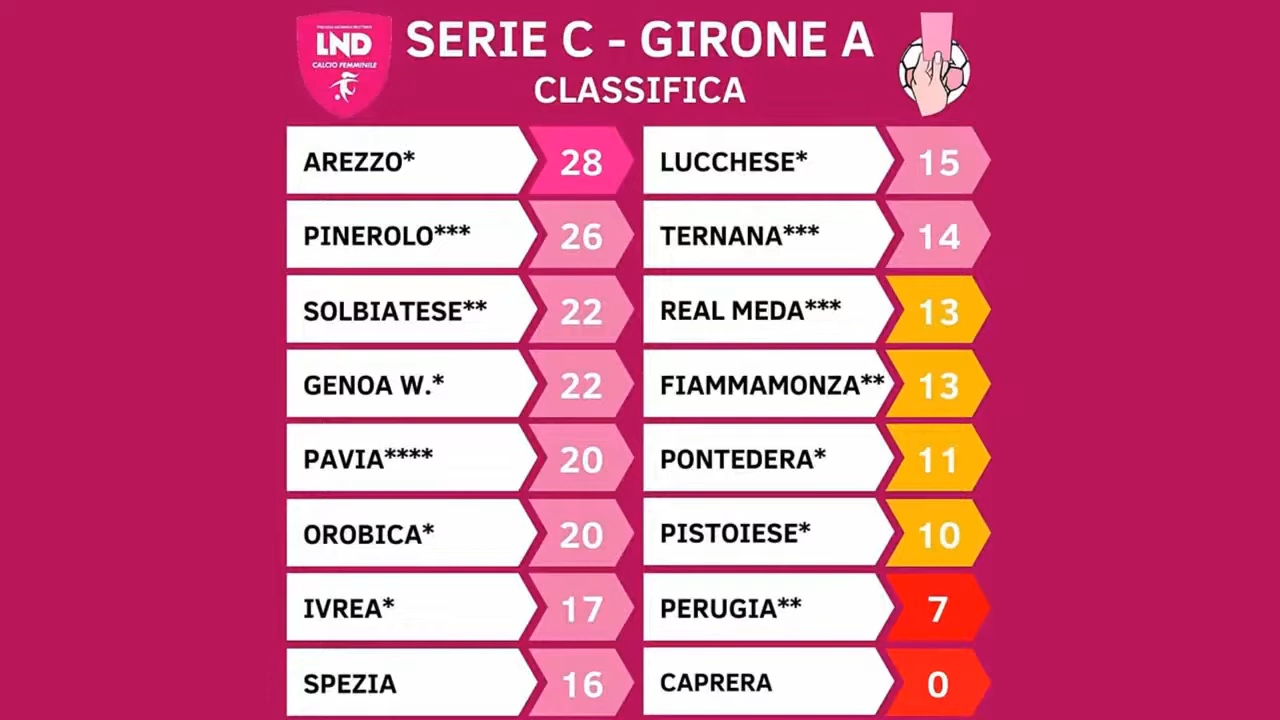 LND
CALCIO FEMMINILE
SERIE C - GIRONE A
CLASSIFICA
AREZZO* 28
PINEROLO*** 26
SOLBIATESE** 22
GENOA W.* 22
PAVIA**** 20
OROBICA* 20
IVREA* 17
SPEZIA 16
LUCCHESE* 15
TERNANA*** 14
REAL MEDA*** 13
FIAMMAMONZA** 13
PONTEDERA* 11
PISTOIESE* 10
PERUGIA** 7
CAPRERA 0